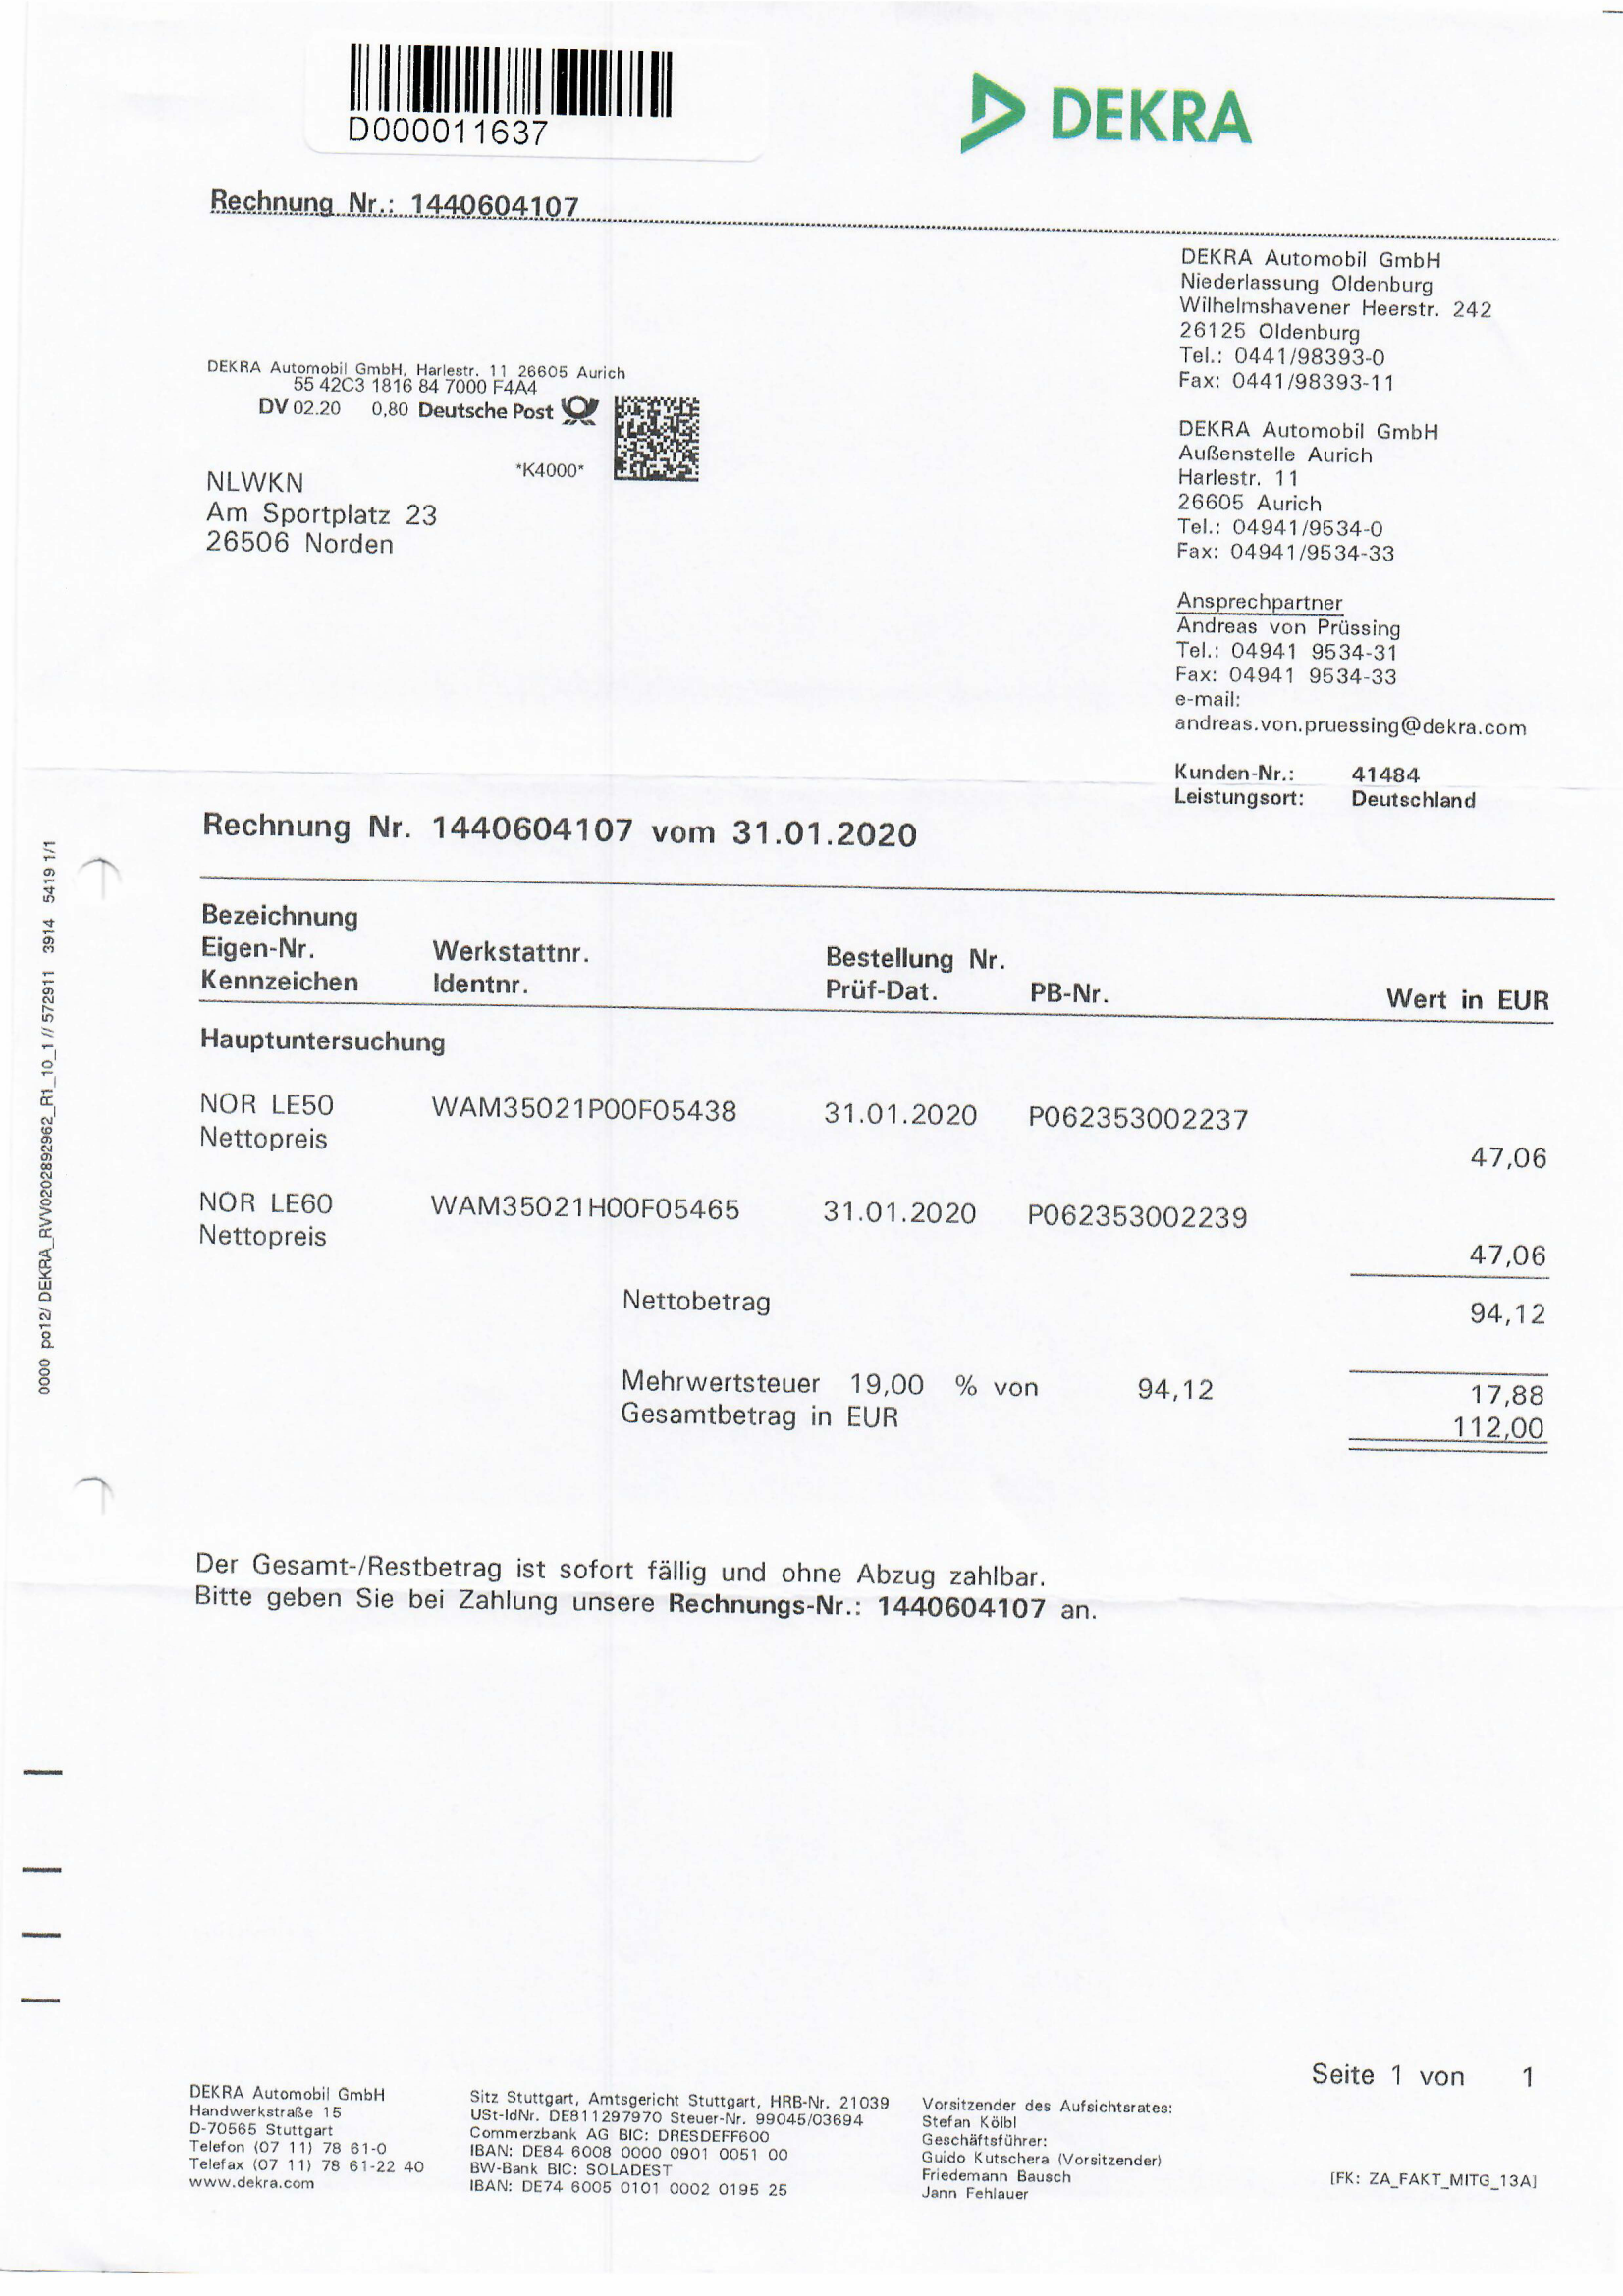 D000011637
DEKRA
Rechnung Nr.: 1440604107
DEKRA Automobil GmbH
Niederlassung Oldenburg
Wilhelmshavener Heerstr. 242
26125 Oldenburg
Tel.: 0441/98393-0
Fax: 0441/98393-11
DEKRA Automobil GmbH, Harlestr. 11 26605 Aurich
55 42C3 1816 84 7000 F4A4
DV 02.20 0,80 Deutsche Post
*K4000*
NLWKN
Am Sportplatz 23
26506 Norden
DEKRA Automobil GmbH
Außenstelle Aurich
Harlestr. 11
26605 Aurich
Tel.: 04941/9534-0
Fax: 04941/9534-33
Ansprechpartner
Andreas von Prüssing
Tel.: 04941 9534-31
Fax: 04941 9534-33
e-mail:
andreas.von.pruessing@dekra.com
Kunden-Nr.: 41484
Leistungsort: Deutschland
Rechnung Nr. 1440604107 vom 31.01.2020
Bezeichnung
Eigen-Nr. Werkstattnr. Bestellung Nr.
Kennzeichen Identnr. Prüf-Dat. PB-Nr. Wert in EUR
Hauptuntersuchung
NOR LE50 WAM35021P00F05438 31.01.2020 P062353002237
Nettopreis 47,06
NOR LE60 WAM35021H00F05465 31.01.2020 P062353002239
Nettopreis 47,06
Nettobetrag 94,12
Mehrwertsteuer 19,00 % von 94,12 17,88
Gesamtbetrag in EUR 112,00
Der Gesamt-/Restbetrag ist sofort fällig und ohne Abzug zahlbar.
Bitte geben Sie bei Zahlung unsere Rechnungs-Nr.: 1440604107 an.
0000 po12/ DEKRA_RVV0202892962_R1_10_1 // 572911 3914 5419 1/1
Seite 1 von 1
DEKRA Automobil GmbH
Handwerkstraße 15
D-70565 Stuttgart
Telefon (07 11) 78 61-0
Telefax (07 11) 78 61-22 40
www.dekra.com
Sitz Stuttgart, Amtsgericht Stuttgart, HRB-Nr. 21039
USt-IdNr. DE811297970 Steuer-Nr. 99045/03694
Commerzbank AG BIC: DRESDEFF600
IBAN: DE84 6008 0000 0901 0051 00
BW-Bank BIC: SOLADEST
IBAN: DE74 6005 0101 0002 0195 25
Vorsitzender des Aufsichtsrates:
Stefan Kölbl
Geschäftsführer:
Guido Kutschera (Vorsitzender)
Friedemann Bausch
Jann Fehlauer
[FK: ZA_FAKT_MITG_13A]